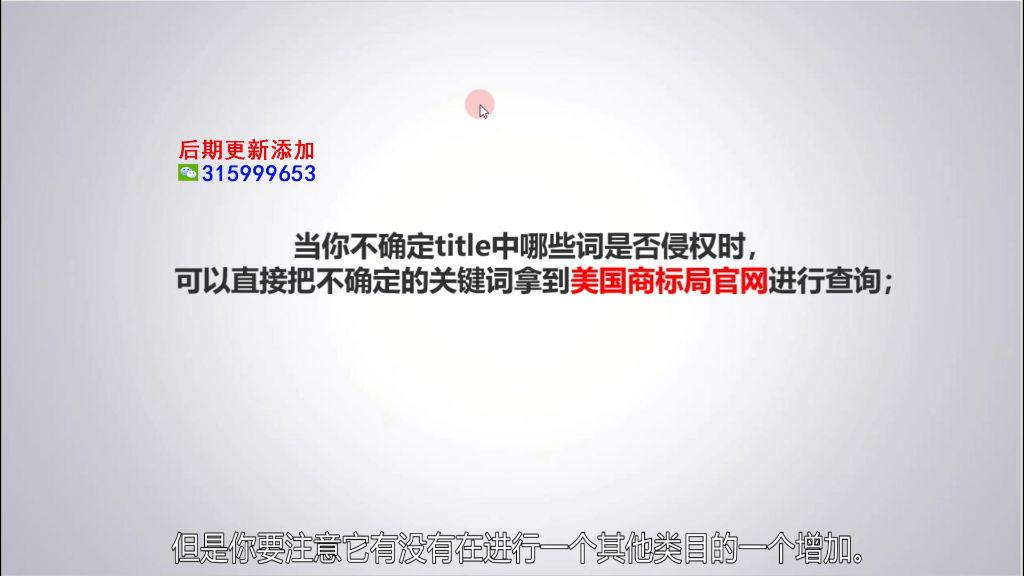 后期更新添加
315999653
当你不确定title中哪些词是否侵权时，
可以直接把不确定的关键词拿到美国商标局官网进行查询；
但是你要注意它有没有在进行一个其他类目的一个增加。